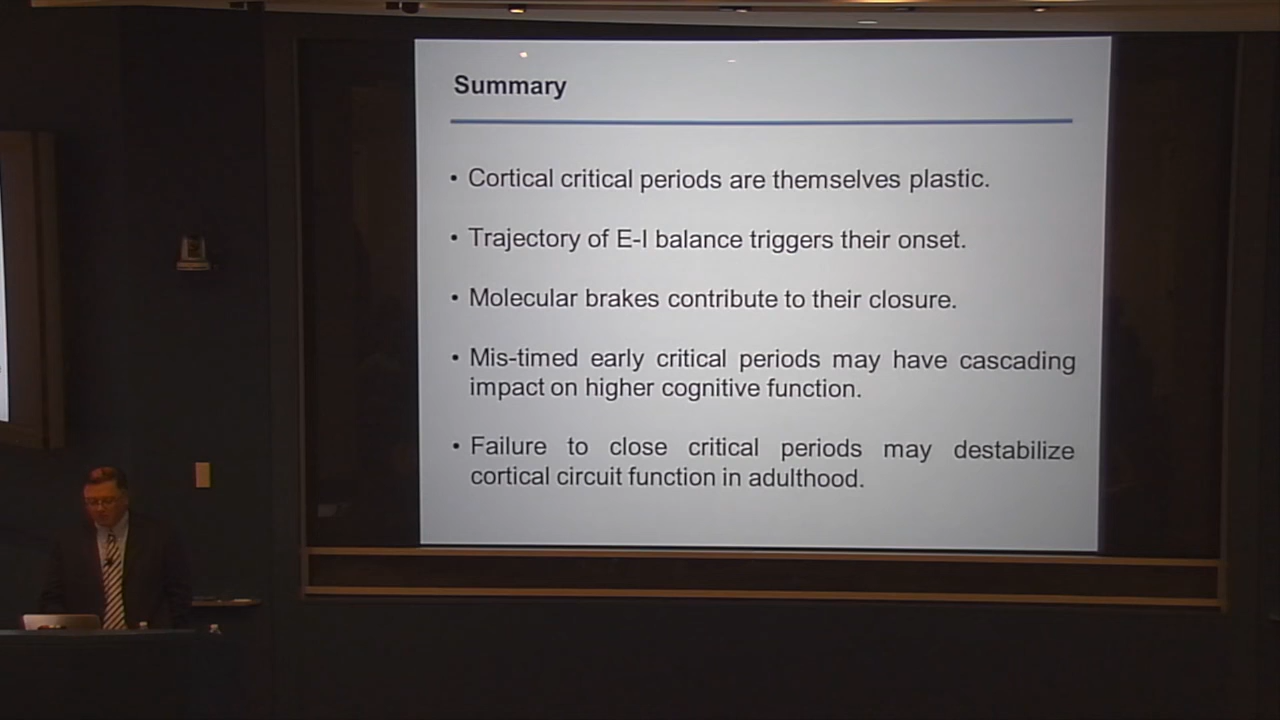 Summary
• Cortical critical periods are themselves plastic.
• Trajectory of E-I balance triggers their onset.
• Molecular brakes contribute to their closure.
• Mis-timed early critical periods may have cascading
impact on higher cognitive function.
• Failure to close critical periods may destabilize
cortical circuit function in adulthood.